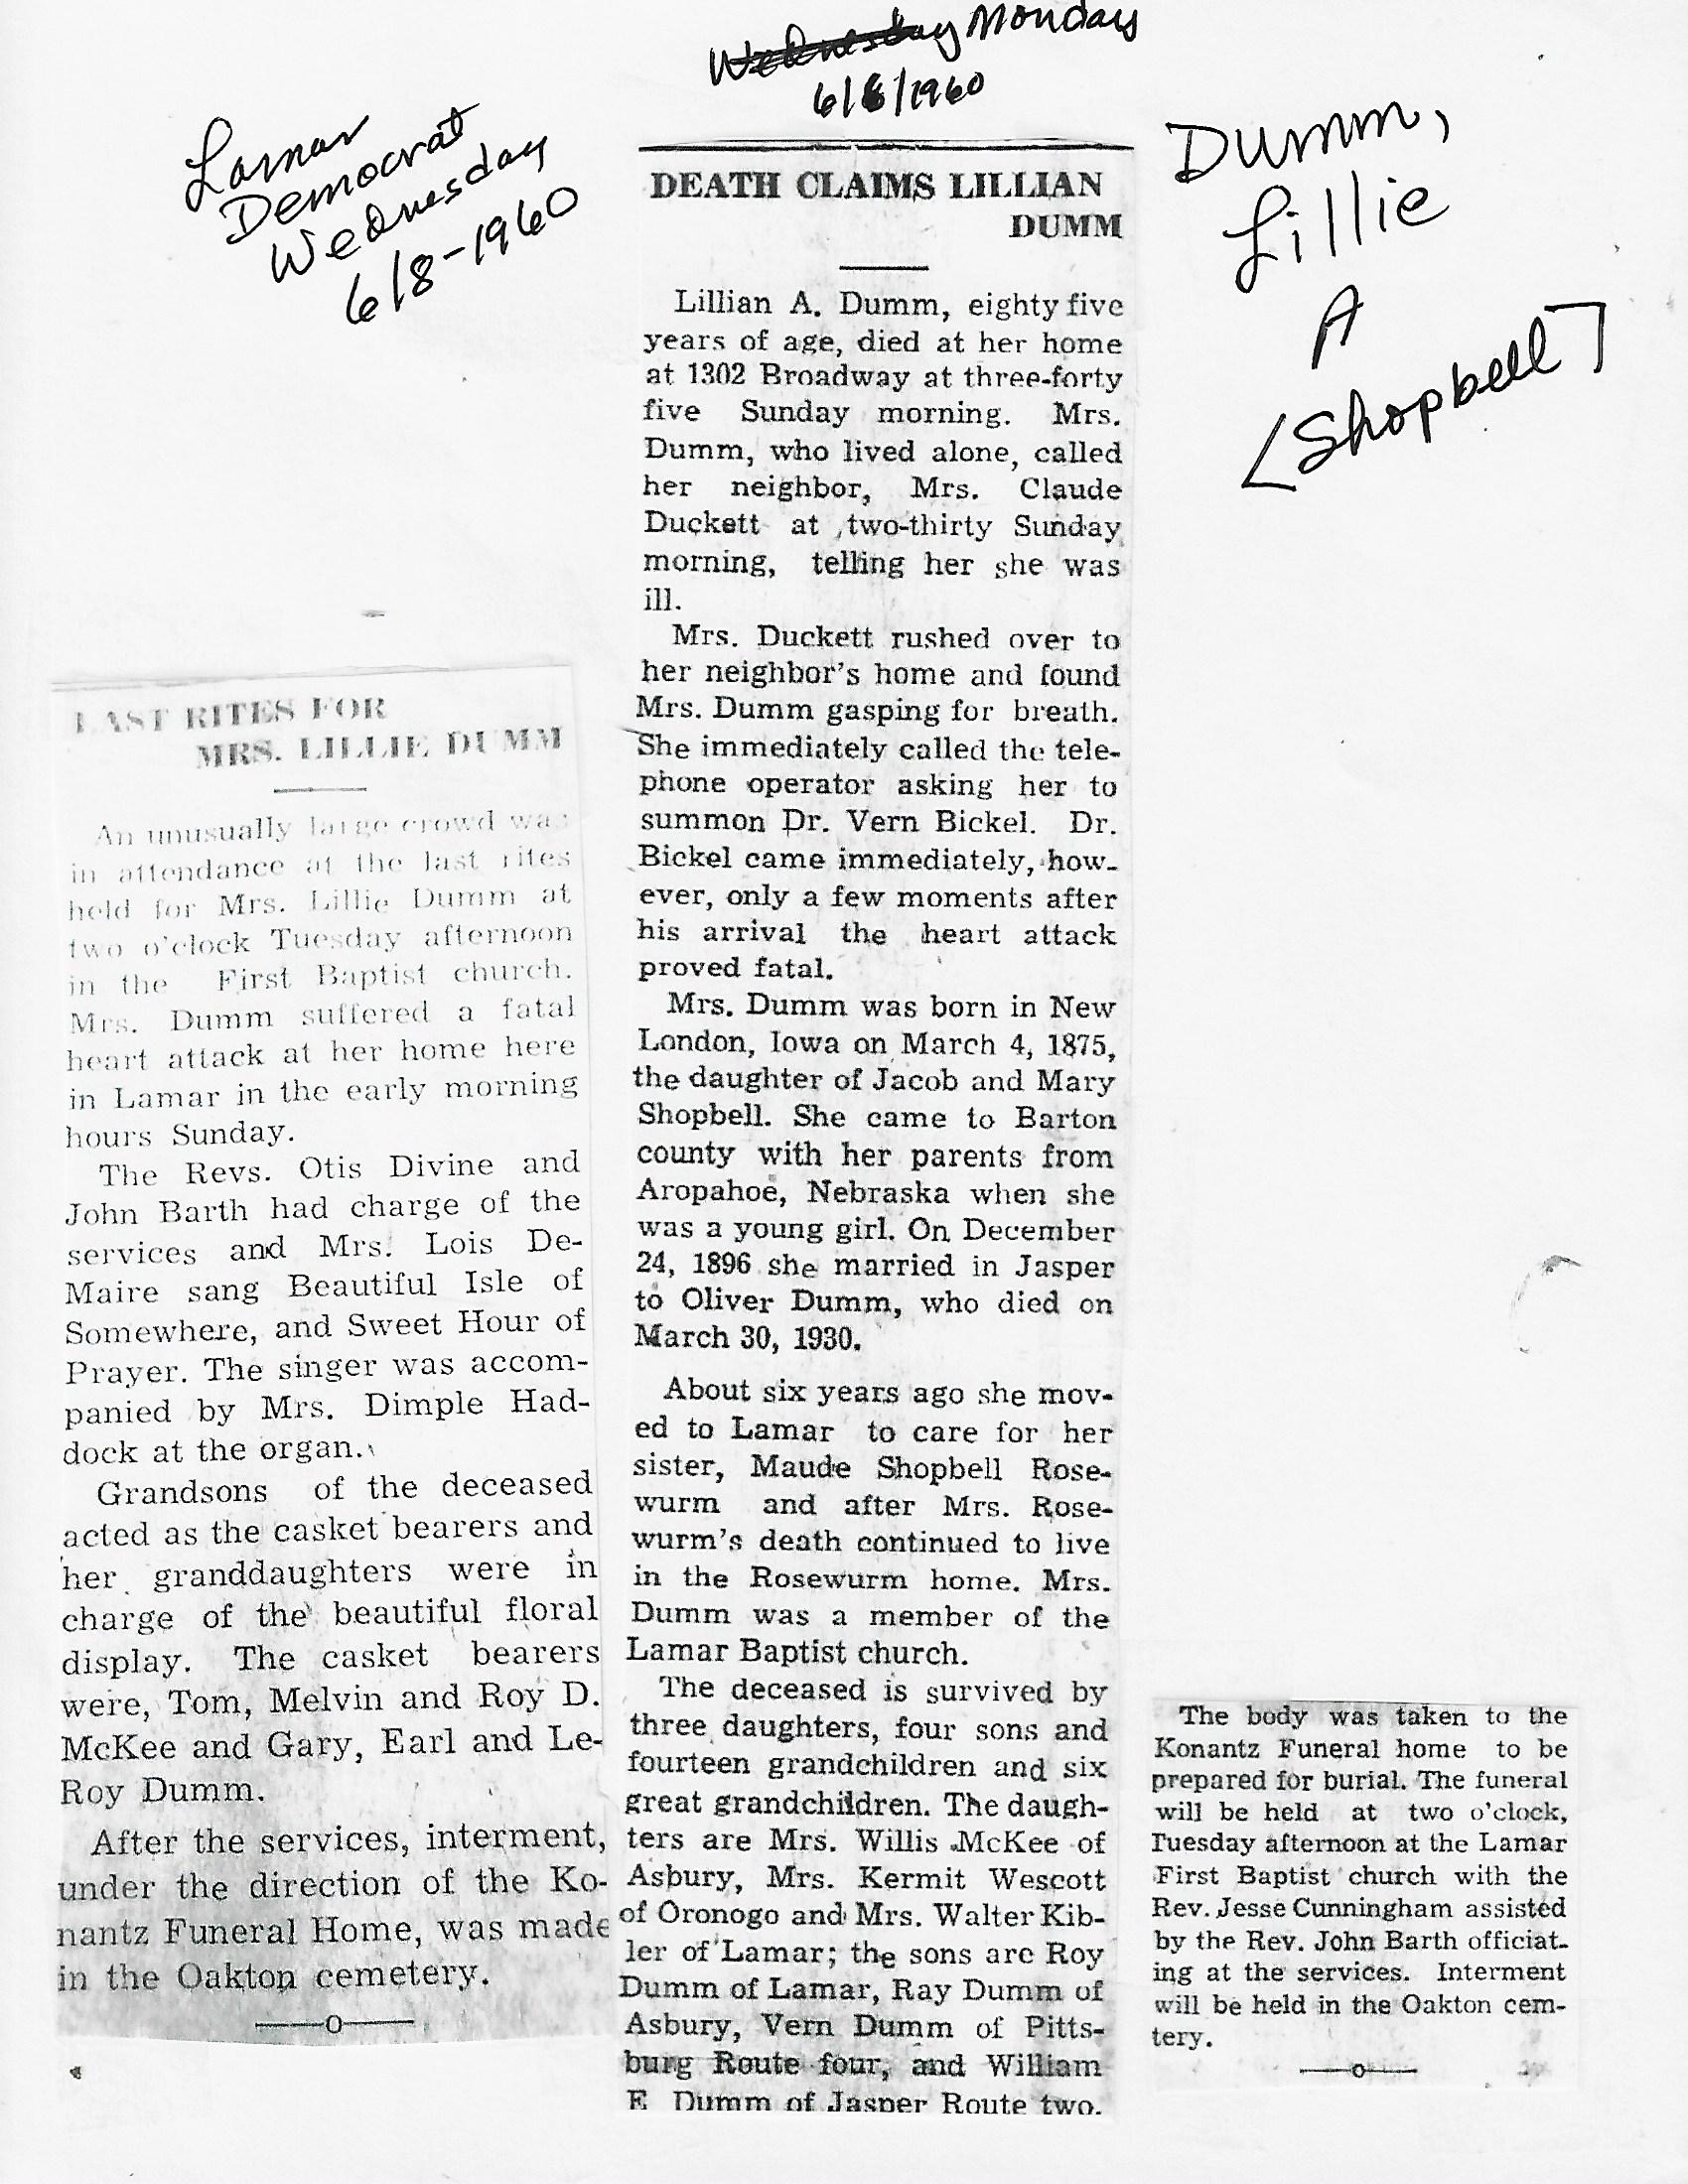 Lamar
Democrat
Wednesday
6/8-1960
Wednesday Monday
6/6/1960
Dumm,
Lillie
A
[Shopbell]
LAST RITES FOR
MRS. LILLIE DUMM
An unusually large crowd was
in attendance at the last rites
held for Mrs. Lillie Dumm at
two o'clock Tuesday afternoon
in the First Baptist church.
Mrs. Dumm suffered a fatal
heart attack at her home here
in Lamar in the early morning
hours Sunday.
The Revs. Otis Divine and
John Barth had charge of the
services and Mrs. Lois De-
Maire sang Beautiful Isle of
Somewhere, and Sweet Hour of
Prayer. The singer was accom-
panied by Mrs. Dimple Had-
dock at the organ.
Grandsons of the deceased
acted as the casket bearers and
her granddaughters were in
charge of the beautiful floral
display. The casket bearers
were, Tom, Melvin and Roy D.
McKee and Gary, Earl and Le-
Roy Dumm.
After the services, interment,
under the direction of the Ko-
nantz Funeral Home, was made
in the Oakton cemetery.
DEATH CLAIMS LILLIAN
DUMM
Lillian A. Dumm, eighty five
years of age, died at her home
at 1302 Broadway at three-forty
five Sunday morning. Mrs.
Dumm, who lived alone, called
her neighbor, Mrs. Claude
Duckett at two-thirty Sunday
morning, telling her she was
ill.
Mrs. Duckett rushed over to
her neighbor's home and found
Mrs. Dumm gasping for breath.
She immediately called the tele-
phone operator asking her to
summon Dr. Vern Bickel. Dr.
Bickel came immediately, how-
ever, only a few moments after
his arrival the heart attack
proved fatal.
Mrs. Dumm was born in New
London, Iowa on March 4, 1875,
the daughter of Jacob and Mary
Shopbell. She came to Barton
county with her parents from
Aropahoe, Nebraska when she
was a young girl. On December
24, 1896 she married in Jasper
to Oliver Dumm, who died on
March 30, 1930.
About six years ago she mov-
ed to Lamar to care for her
sister, Maude Shopbell Rose-
wurm and after Mrs. Rose-
wurm's death continued to live
in the Rosewurm home. Mrs.
Dumm was a member of the
Lamar Baptist church.
The deceased is survived by
three daughters, four sons and
fourteen grandchildren and six
great grandchildren. The daugh-
ters are Mrs. Willis McKee of
Asbury, Mrs. Kermit Wescott
of Oronogo and Mrs. Walter Kib-
ler of Lamar; the sons are Roy
Dumm of Lamar, Ray Dumm of
Asbury, Vern Dumm of Pitts-
burg Route four, and William
E Dumm of Jasper Route two.
The body was taken to the
Konantz Funeral home to be
prepared for burial. The funeral
will be held at two o'clock,
Tuesday afternoon at the Lamar
First Baptist church with the
Rev. Jesse Cunningham assisted
by the Rev. John Barth officiat-
ing at the services. Interment
will be held in the Oakton cem-
tery.